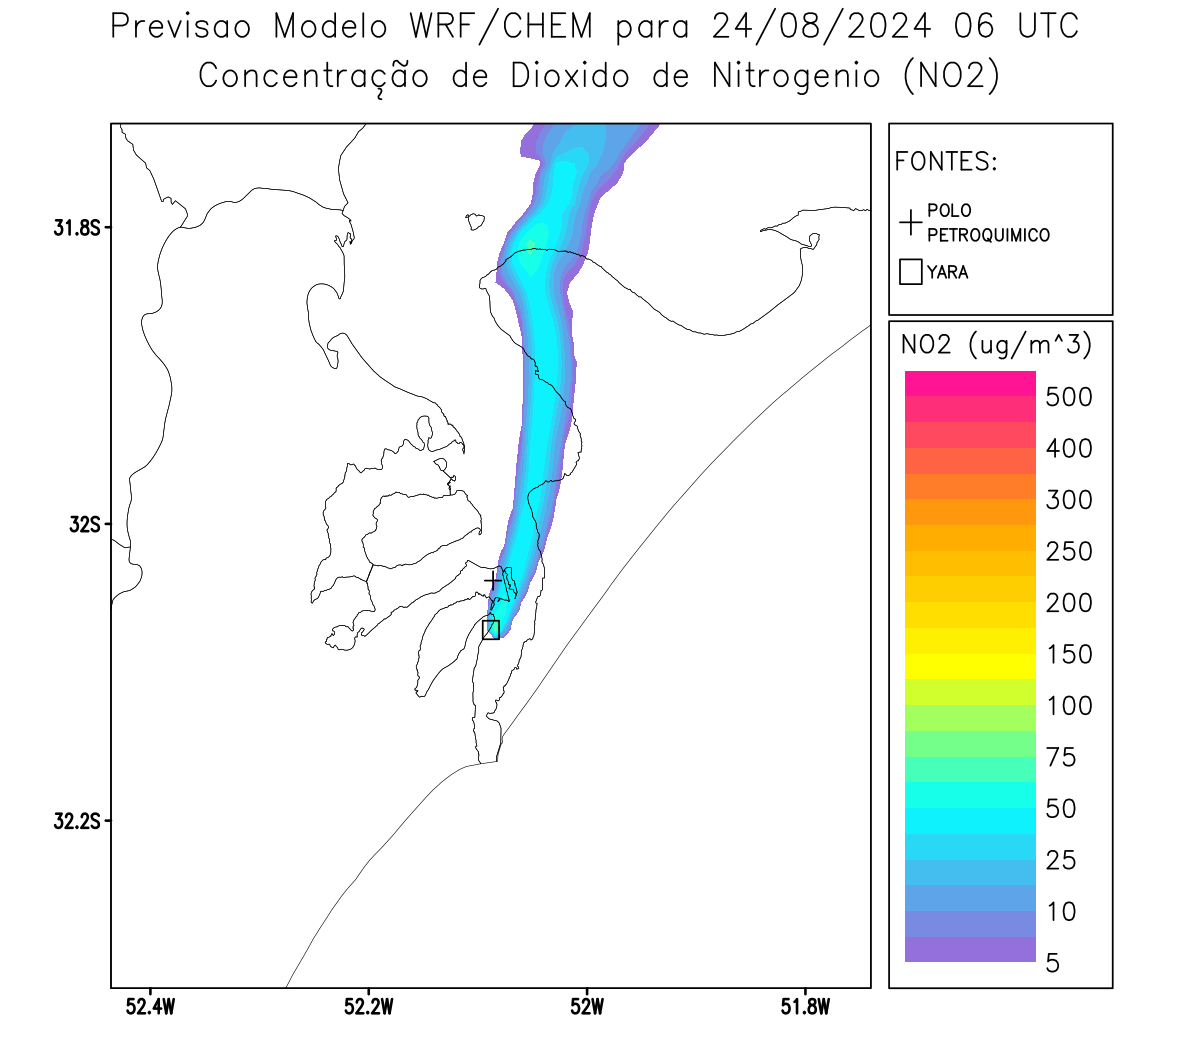 Previsao Modelo WRF/CHEM para 24/08/2024 06 UTC
Concentração de Dioxido de Nitrogenio (NO2)
FONTES:
POLO
PETROQUIMICO
YARA
NO2 (ug/m^3)
500
400
300
250
200
150
100
75
50
25
10
5
31.8S
32S
32.2S
52.4W
52.2W
52W
51.8W